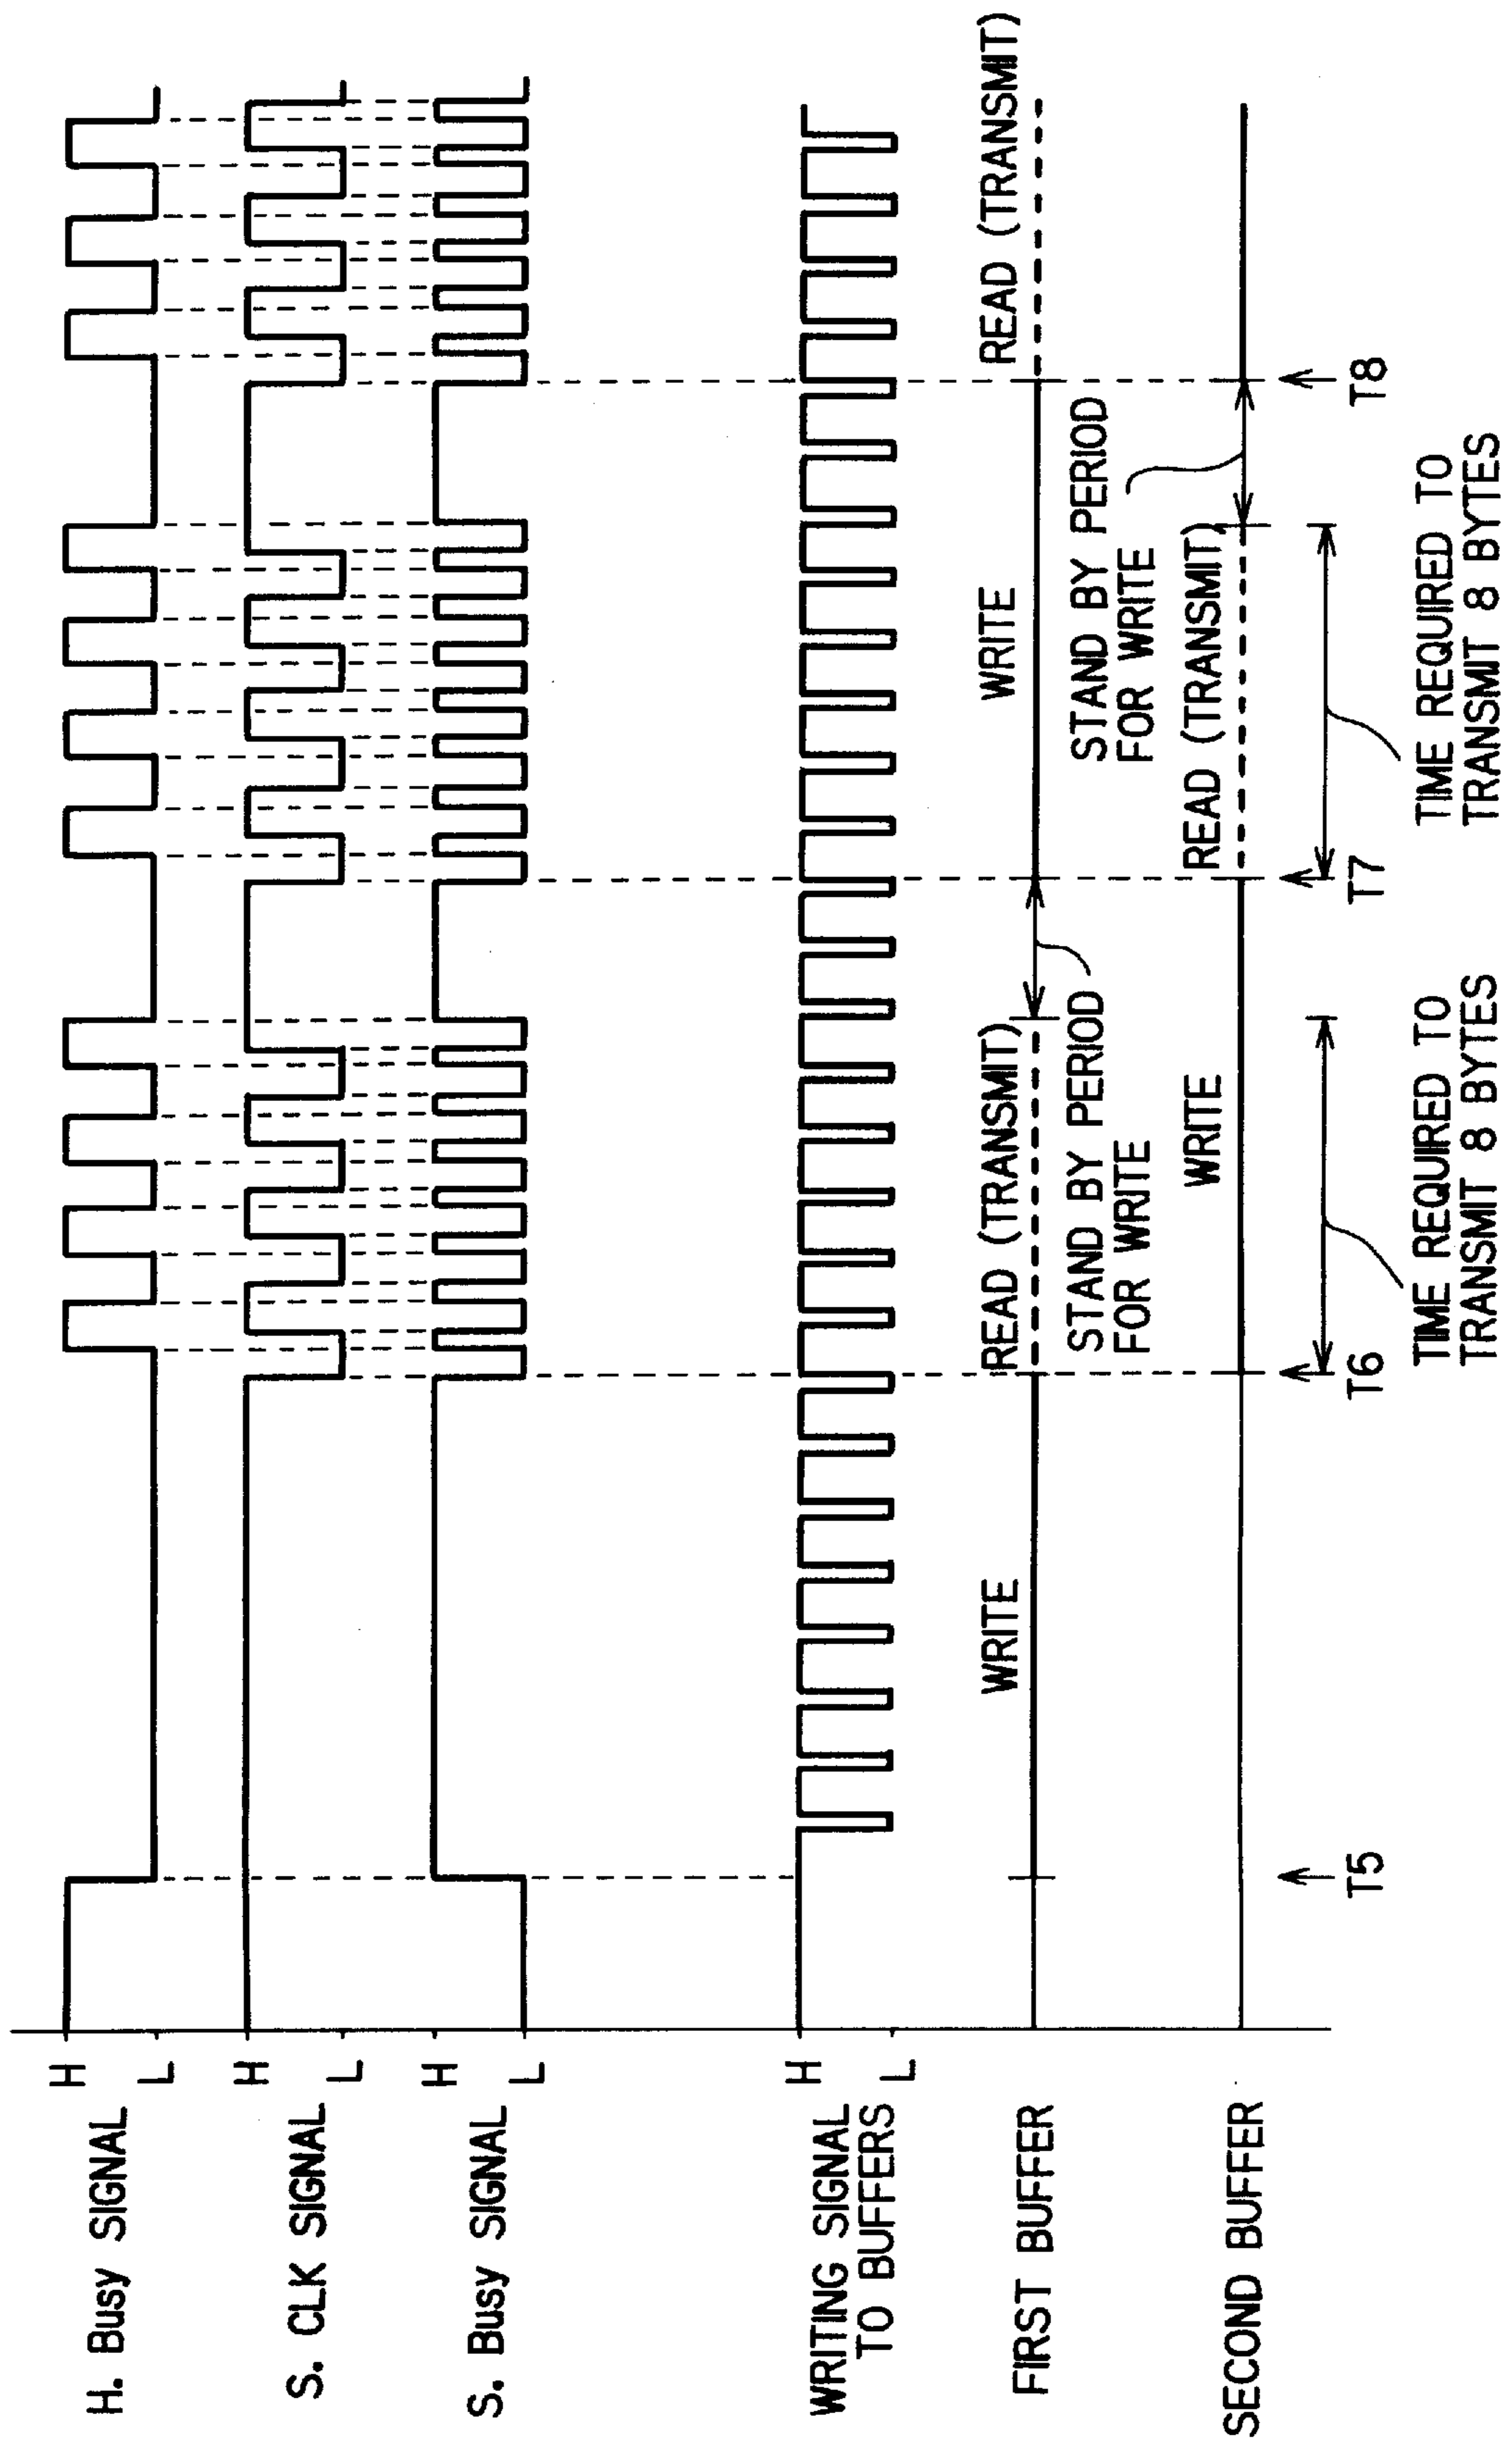 H. Busy SIGNAL
H
L
S. CLK SIGNAL
H
L
S. Busy SIGNAL
H
L
WRITING SIGNAL
TO BUFFERS
H
L
FIRST BUFFER
WRITE
READ (TRANSMIT)
STAND BY PERIOD
FOR WRITE
WRITE
STAND BY PERIOD
FOR WRITE
READ (TRANSMIT)
SECOND BUFFER
WRITE
READ (TRANSMIT)
T5
T6
T7
T8
TIME REQUIRED TO
TRANSMIT 8 BYTES
TIME REQUIRED TO
TRANSMIT 8 BYTES